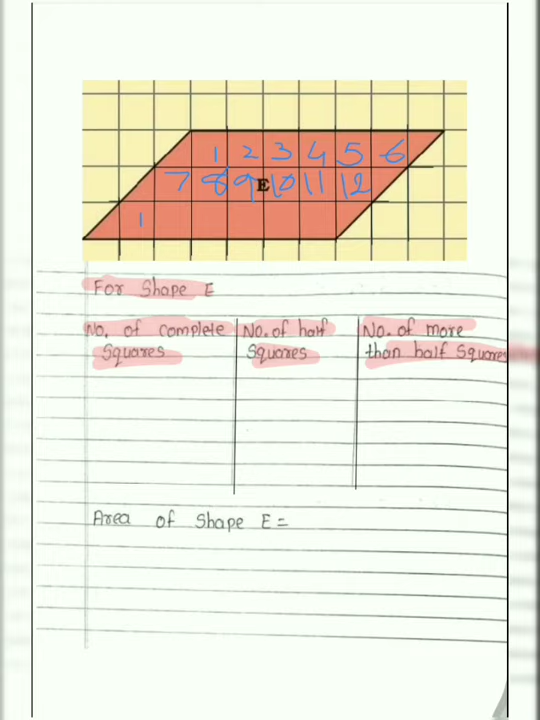 1 2 3 4 5 6
7 8 9 E 10 11 12
1
For Shape E
No. of complete Squares
No. of half Squares
No. of more than half Squares
Area of Shape E =